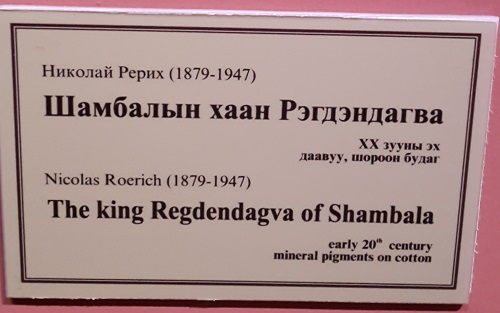 Николай Рерих (1879-1947)
Шамбалын хаан Рэгдэндагва
XX зууны эх
даавуу, шороон будаг
Nicolas Roerich (1879-1947)
The king Regdendagva of Shambala
early 20th century
mineral pigments on cotton